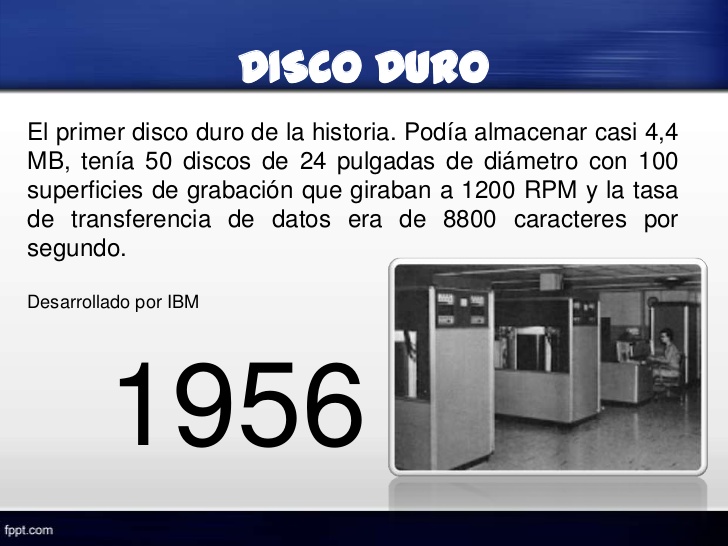 DISCO DURO
El primer disco duro de la historia. Podía almacenar casi 4,4
MB, tenía 50 discos de 24 pulgadas de diámetro con 100
superficies de grabación que giraban a 1200 RPM y la tasa
de transferencia de datos era de 8800 caracteres por
segundo.
Desarrollado por IBM
1956
fppt.com